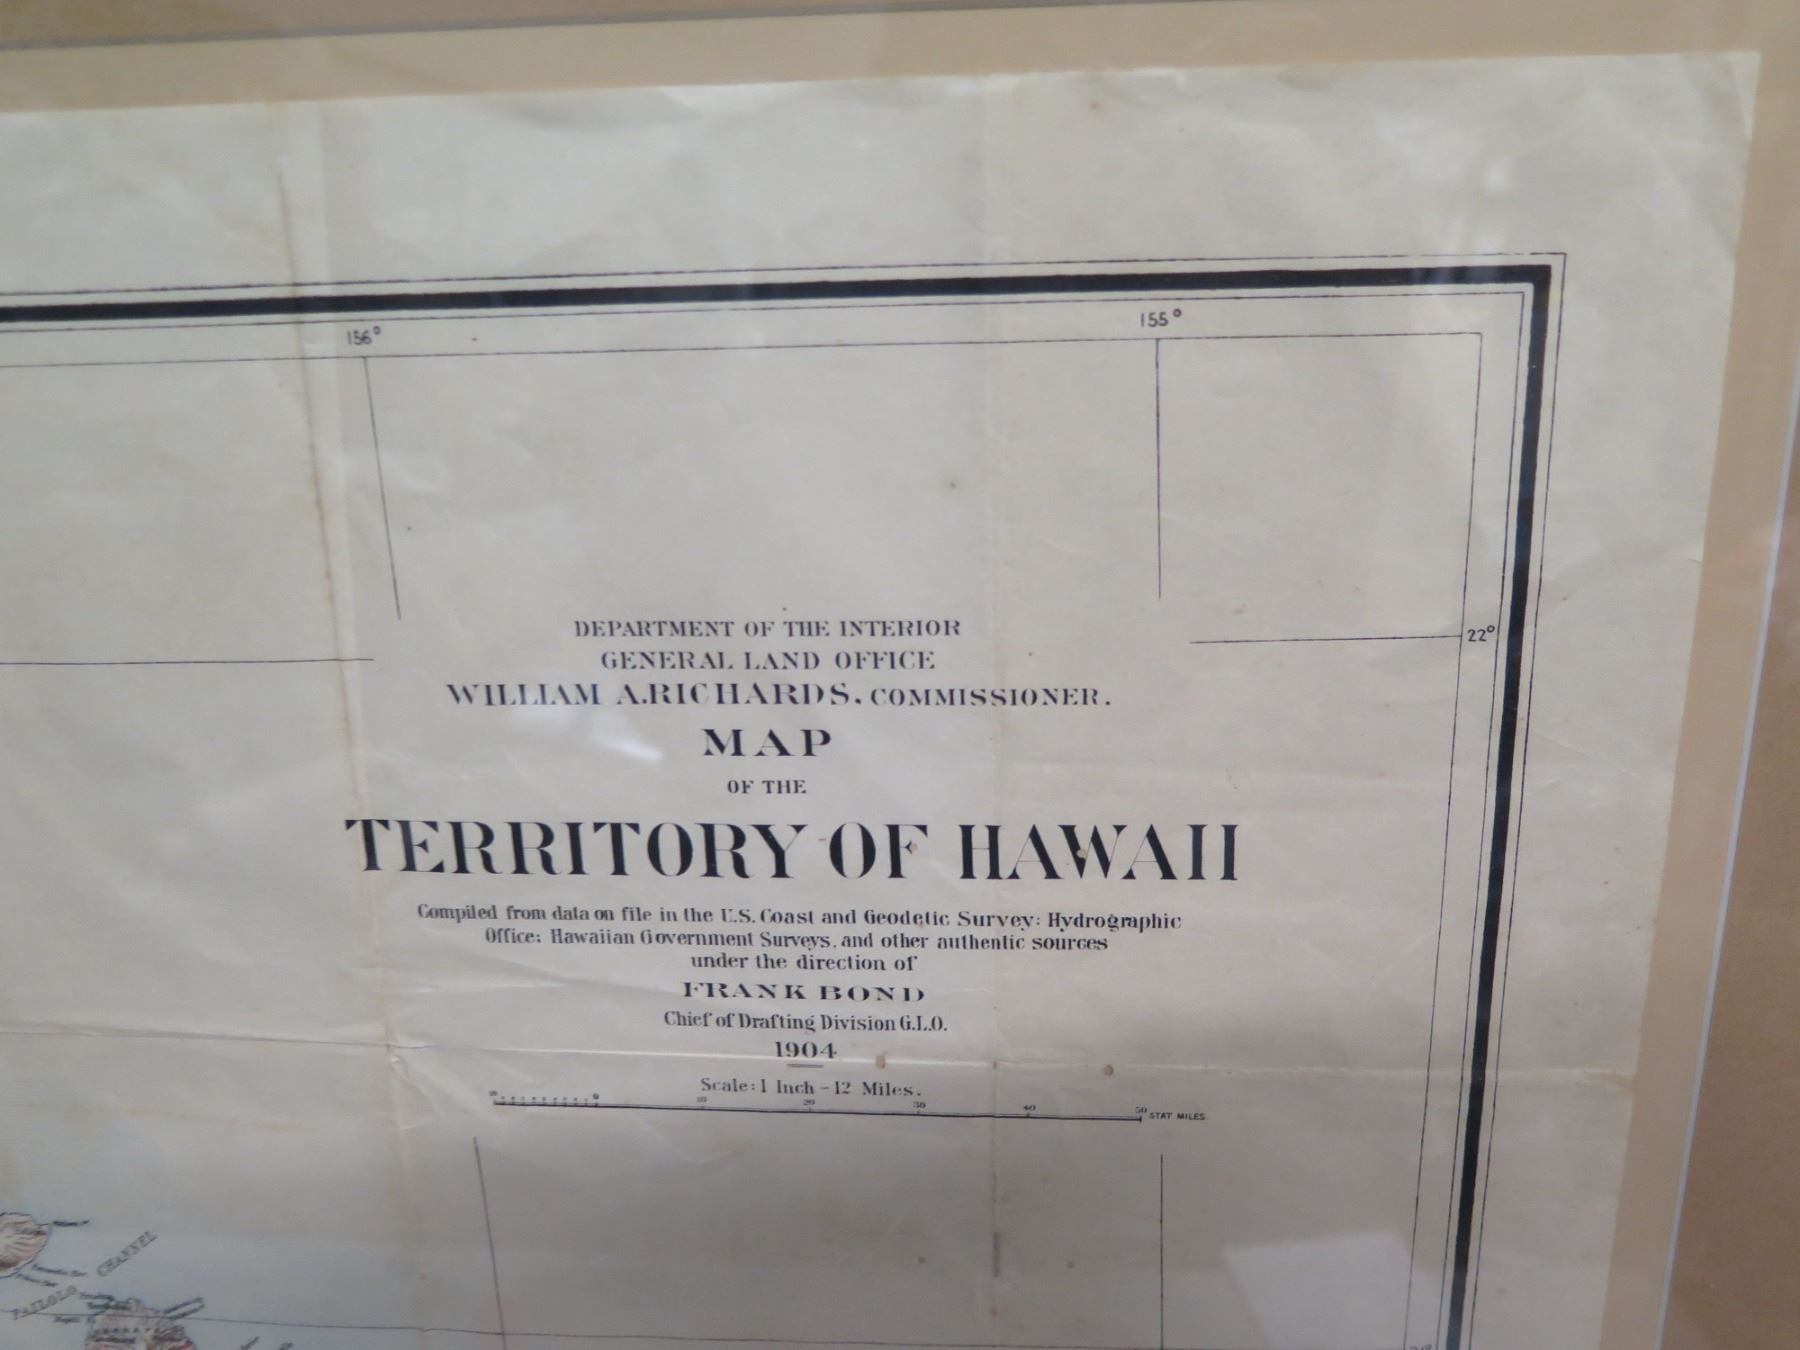 156°
155°
22°
DEPARTMENT OF THE INTERIOR
GENERAL LAND OFFICE
WILLIAM A.RICHARDS, COMMISSIONER.
MAP
OF THE
TERRITORY OF HAWAII
Compiled from data on file in the U.S. Coast and Geodetic Survey: Hydrographic
Office: Hawaiian Government Surveys, and other authentic sources
under the direction of
FRANK BOND
Chief of Drafting Division G.L.O.
1904
Scale: 1 Inch - 12 Miles.
10 0 10 20 30 40 50 STAT MILES
PAILOLO CHANNEL